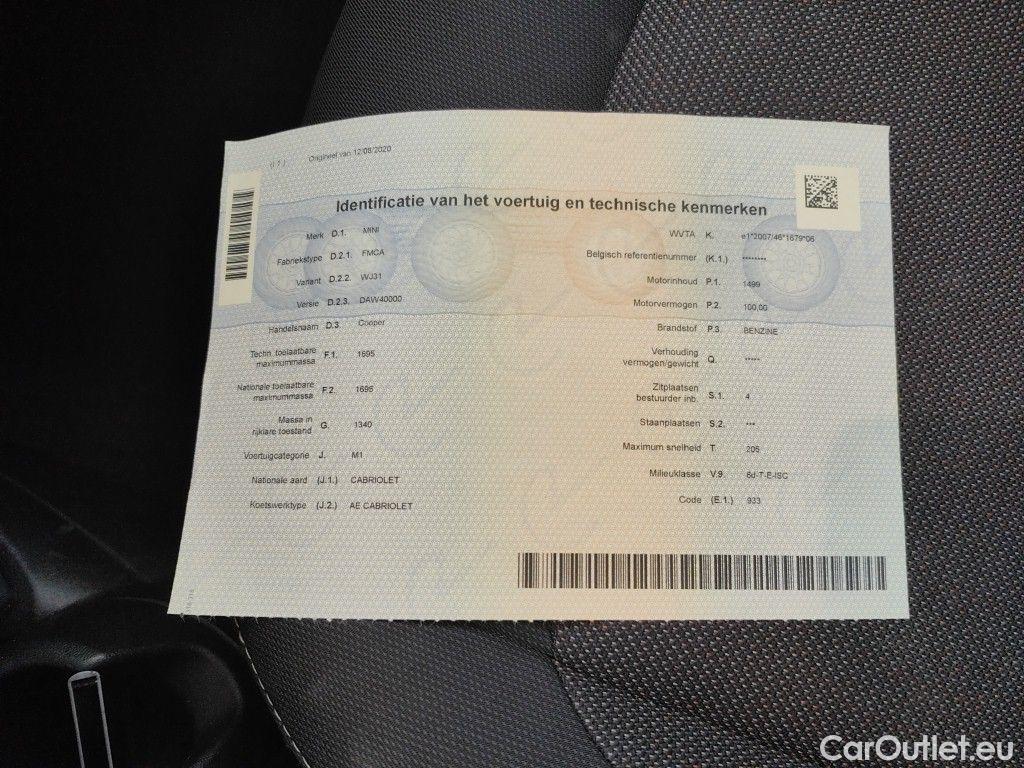 (I.1) Origineel van 12/08/2020
Identificatie van het voertuig en technische kenmerken
Merk D.1. MINI
Fabriekstype D.2.1. FMCA
Variant D.2.2. WJ31
Versie D.2.3. DAW40000
Handelsnaam D.3. Cooper
Techn. toelaatbare
maximummassa F.1. 1695
Nationale toelaatbare
maximummassa F.2. 1695
Massa in
rijklare toestand G. 1340
Voertuigcategorie J. M1
Nationale aard (J.1.) CABRIOLET
Koetswerktype (J.2.) AE CABRIOLET
WVTA K. e1*2007/46*1679*06
Belgisch referentienummer (K.1.) ********
Motorinhoud P.1. 1499
Motorvermogen P.2. 100,00
Brandstof P.3. BENZINE
Verhouding
vermogen/gewicht Q. *****
Zitplaatsen
bestuurder inb. S.1. 4
Staanplaatsen S.2. ***
Maximum snelheid T. 205
Milieuklasse V.9. 6d-T-E-ISC
Code (E.1.) 933
CarOutlet.eu